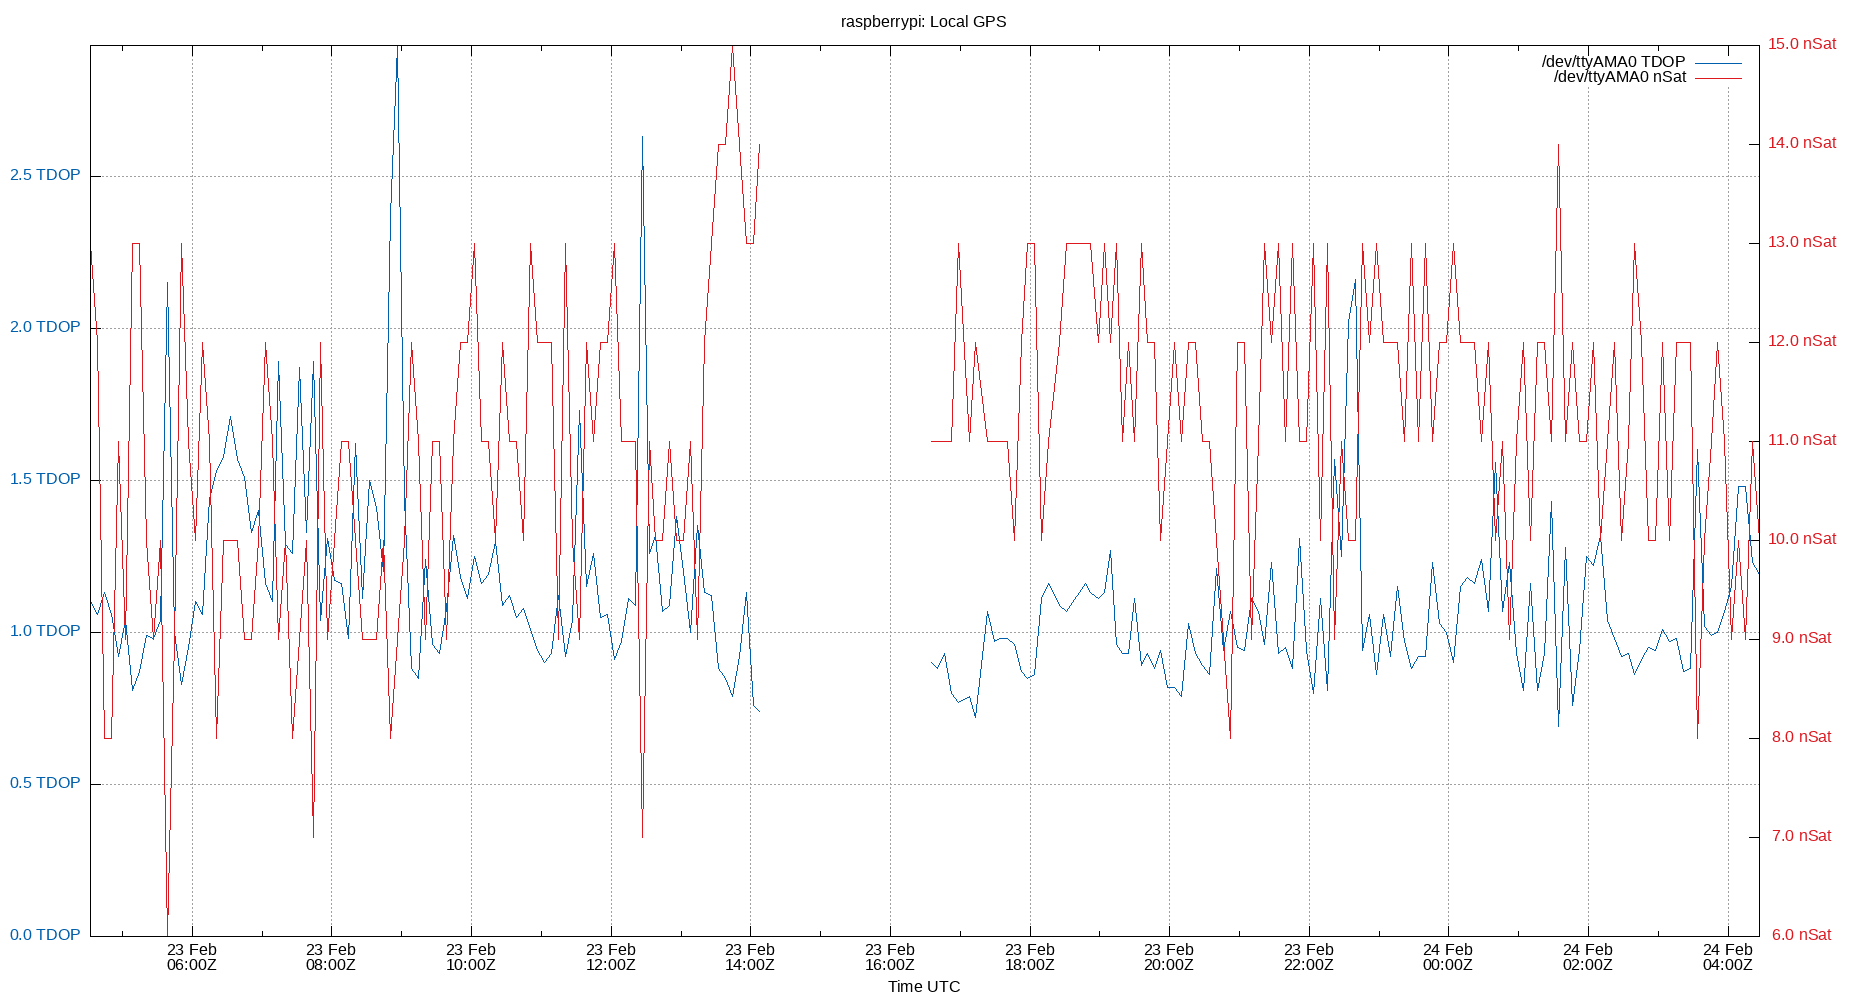 raspberrypi: Local GPS
/dev/ttyAMA0 TDOP
/dev/ttyAMA0 nSat
2.5 TDOP
2.0 TDOP
1.5 TDOP
1.0 TDOP
0.5 TDOP
0.0 TDOP
15.0 nSat
14.0 nSat
13.0 nSat
12.0 nSat
11.0 nSat
10.0 nSat
9.0 nSat
8.0 nSat
7.0 nSat
6.0 nSat
23 Feb
06:00Z
23 Feb
08:00Z
23 Feb
10:00Z
23 Feb
12:00Z
23 Feb
14:00Z
23 Feb
16:00Z
23 Feb
18:00Z
23 Feb
20:00Z
23 Feb
22:00Z
24 Feb
00:00Z
24 Feb
02:00Z
24 Feb
04:00Z
Time UTC